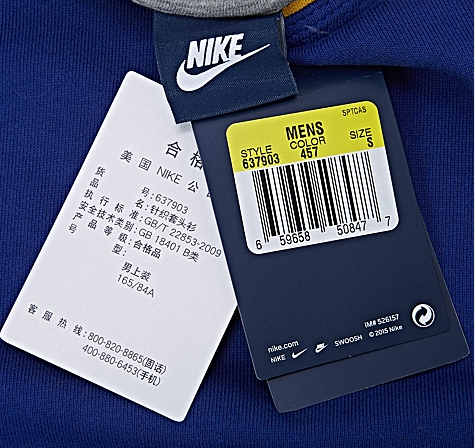 NIKE
合格
美国 NIKE 公
货 号:637903
品 名:针织套头衫
执行标准:GB/T 22853-2009
安全技术类别:GB 18401 B类
产品等级:合格品
号 型:
男上装
165/84A
客服热线:800-820-8865(固话)
400-880-6453(手机)
SPTCAS
MENS
STYLE COLOR SIZE
637903 457 S
6 59658 50847 7
IM# 526157
nike.com
NIKE SWOOSH © 2015 Nike